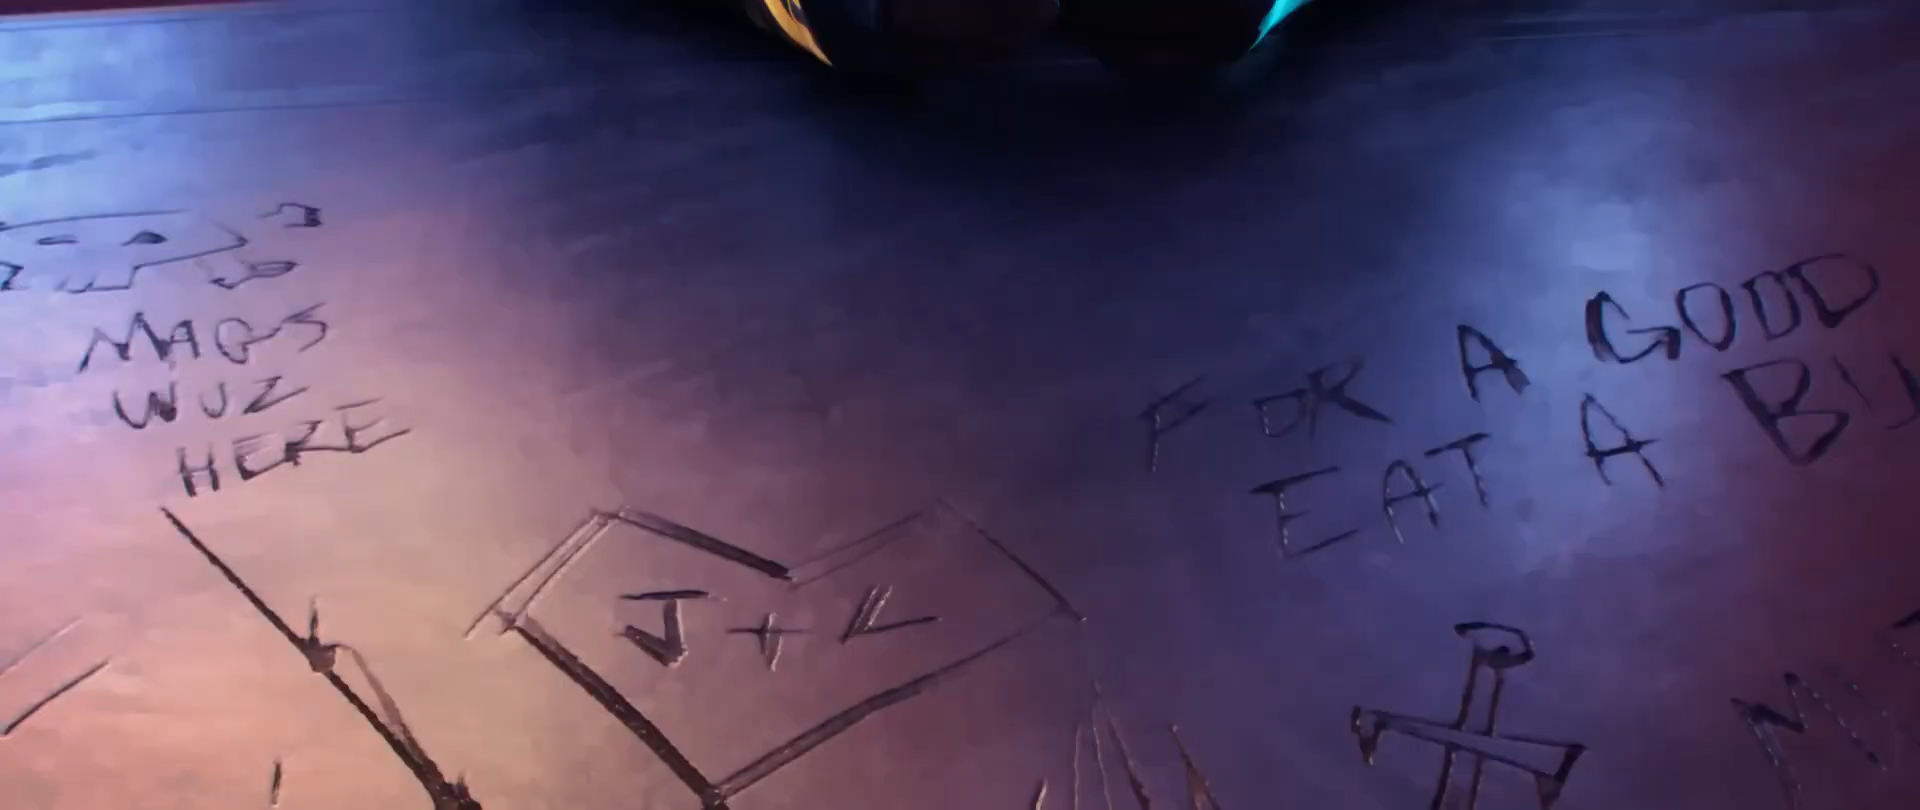 MAGS
WUZ
HERE
FOR A GOOD
EAT A
J + L